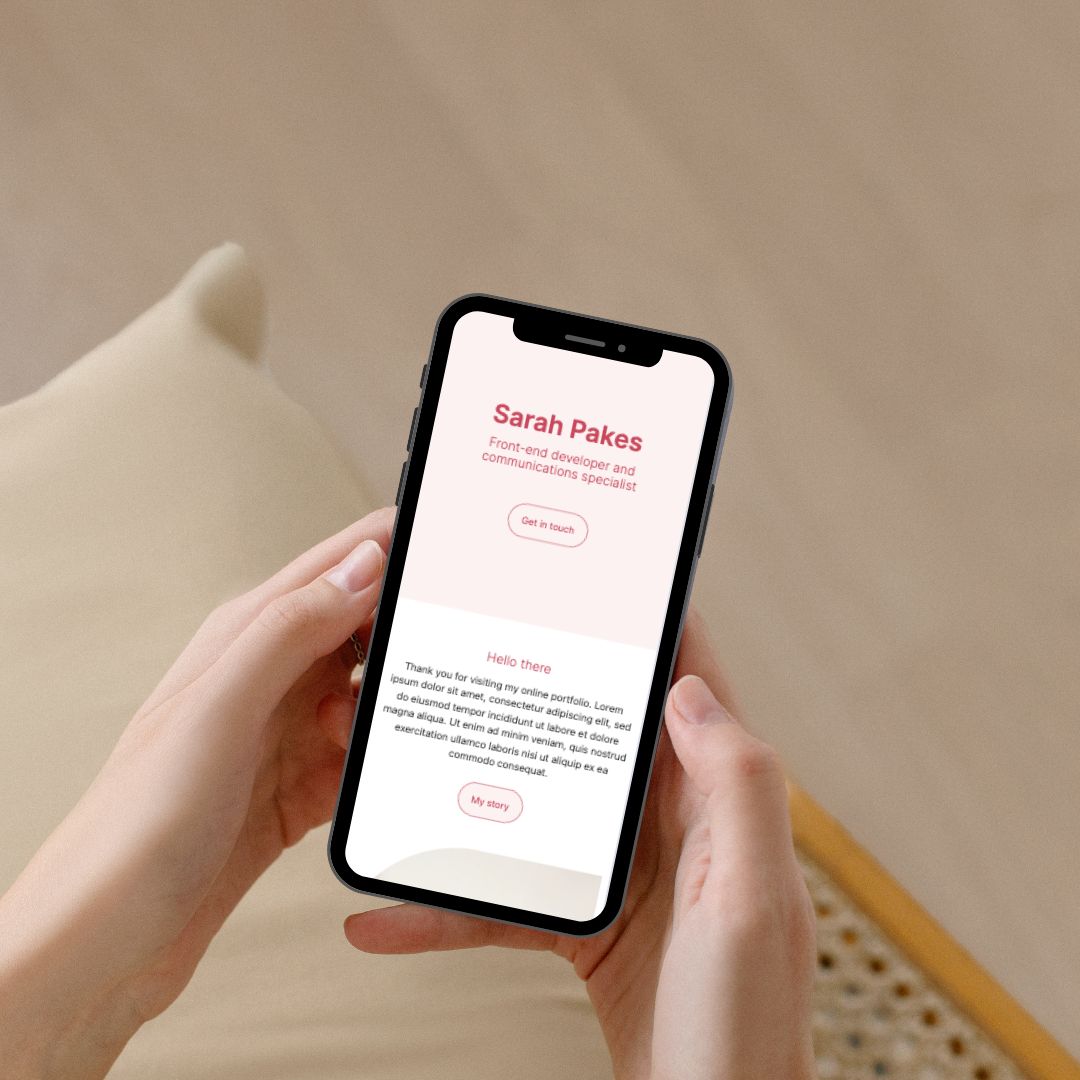 Sarah Pakes
Front-end developer and
communications specialist
Get in touch
Hello there
Thank you for visiting my online portfolio. Lorem
ipsum dolor sit amet, consectetur adipiscing elit, sed
do eiusmod tempor incididunt ut labore et dolore
magna aliqua. Ut enim ad minim veniam, quis nostrud
exercitation ullamco laboris nisi ut aliquip ex ea
commodo consequat.
My story